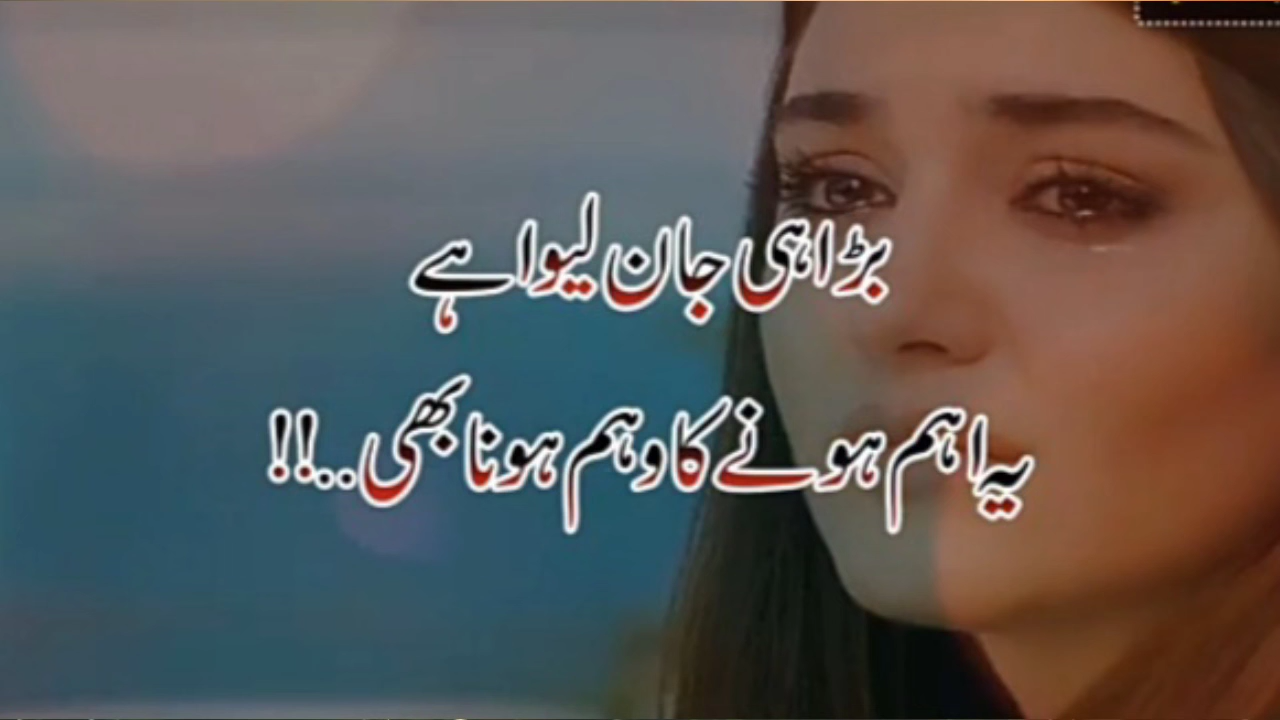 بڑا ہی جان لیوا ہے
یہ اہم ہونے کا وہم ہونا بھی..!!